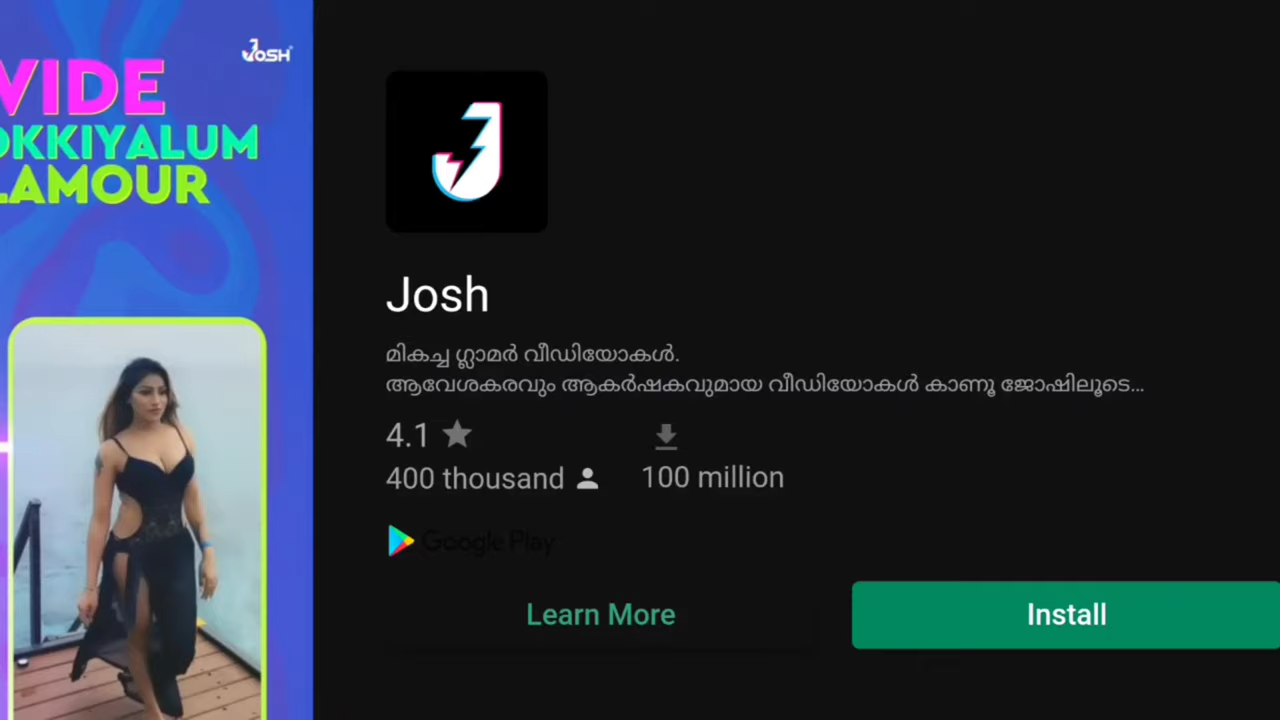 JOSH
VIDE
OKKIYALUM
LAMOUR
Josh
മികച്ച ഗ്ലാമർ വീഡിയോകൾ.
ആവേശകരവും ആകർഷകവുമായ വീഡിയോകൾ കാണൂ ജോഷിലൂടെ...
4.1
400 thousand 100 million
Google Play
Learn More Install